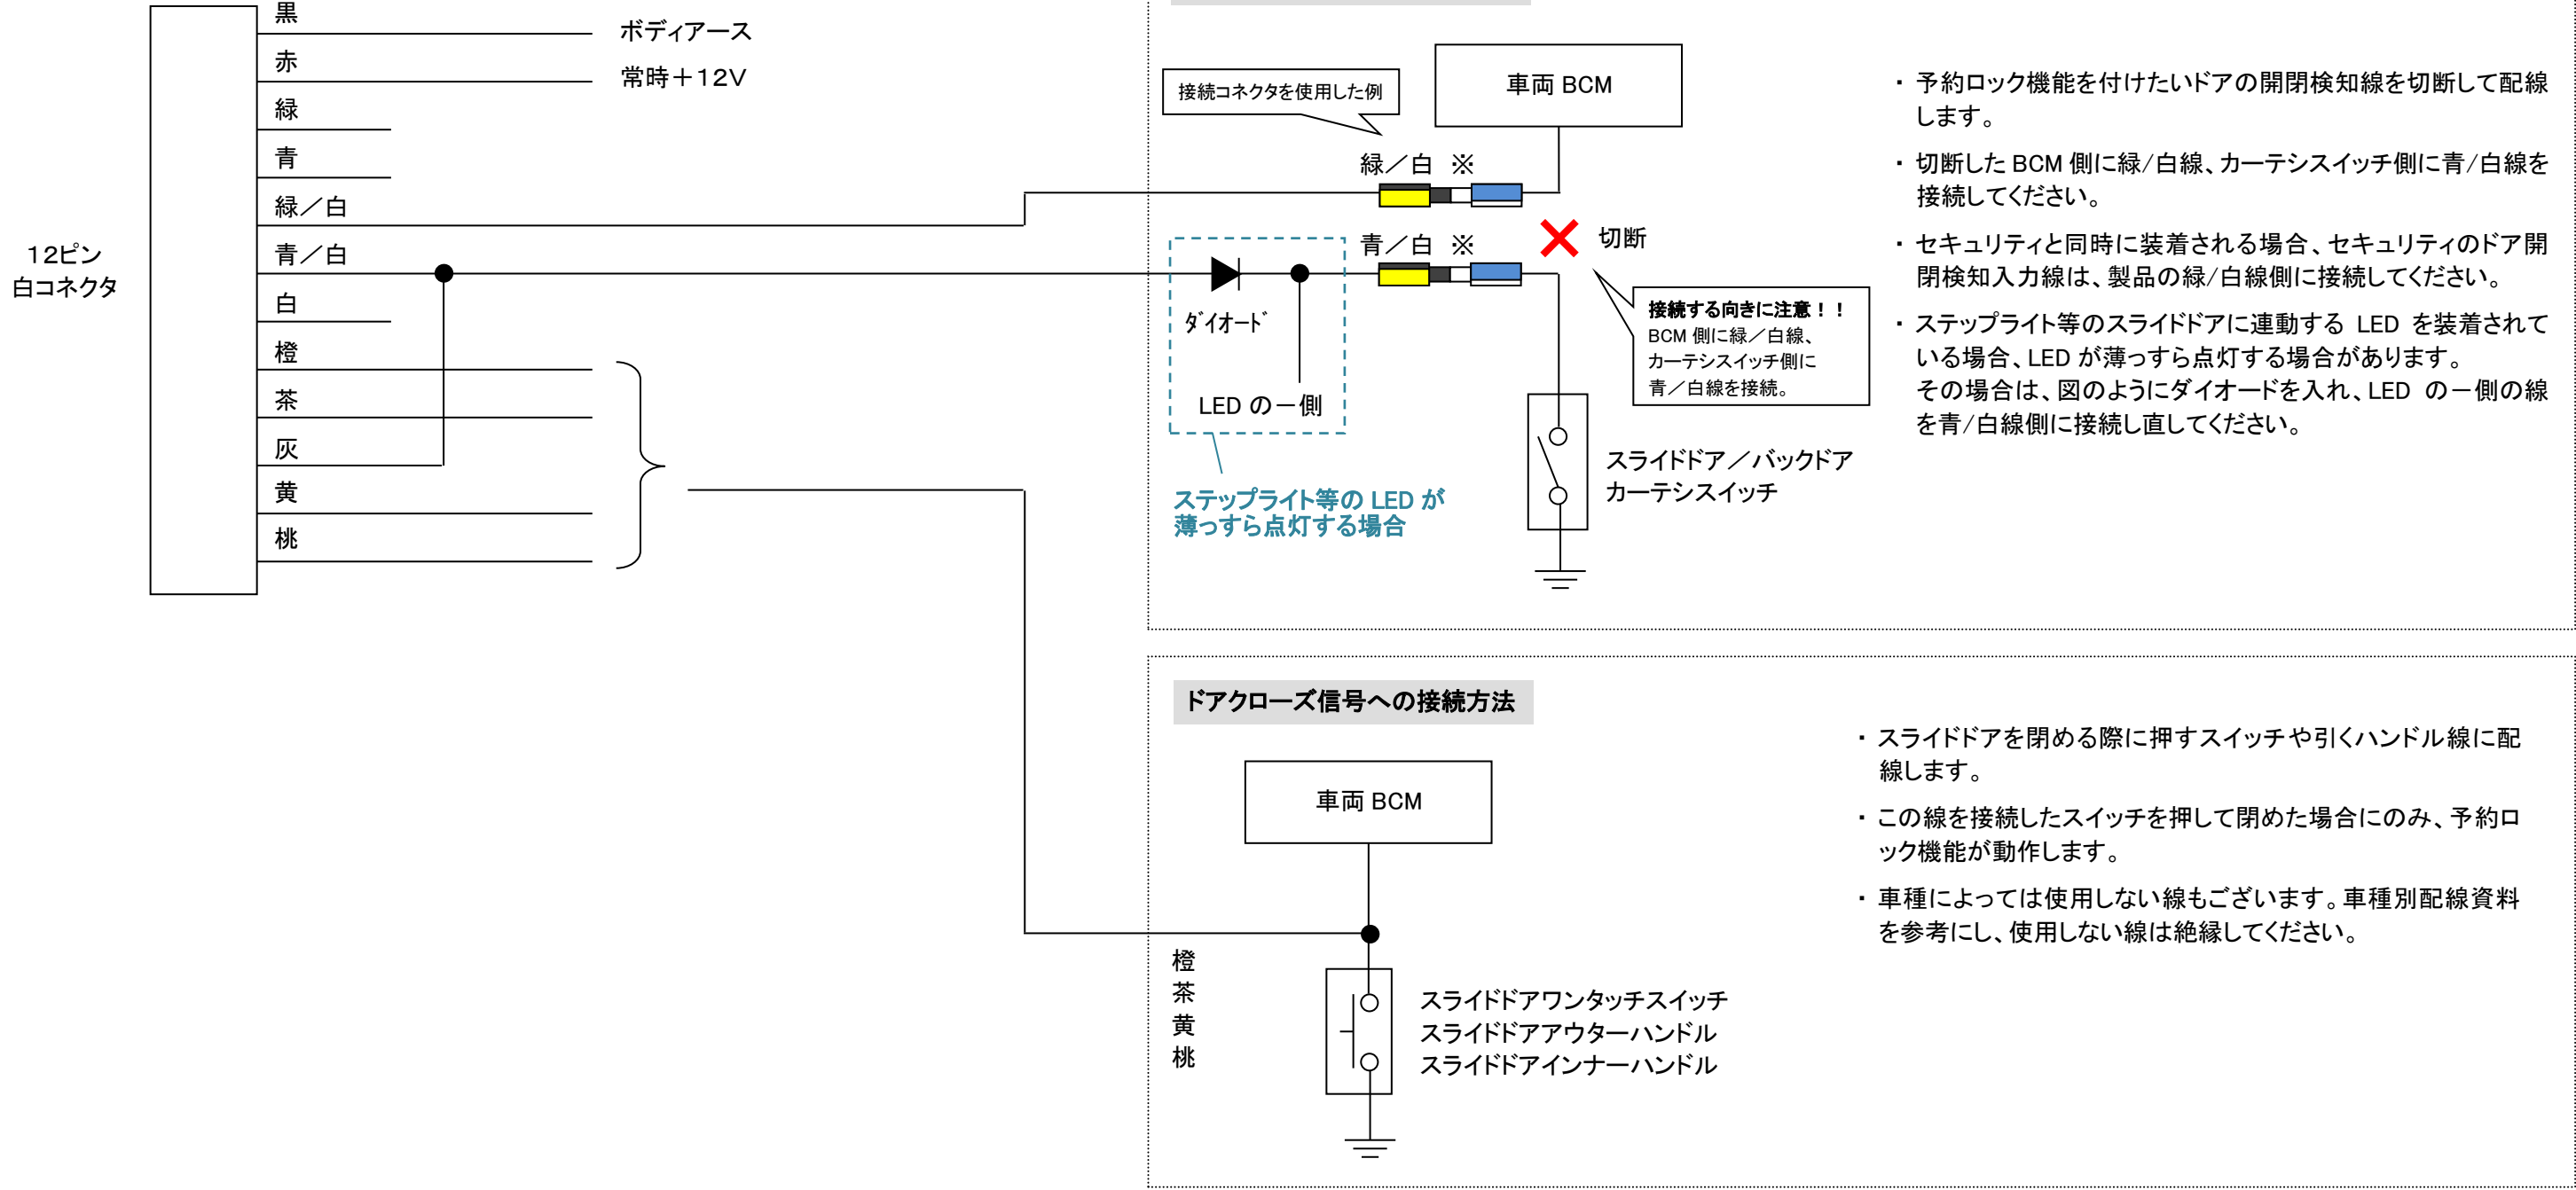 黒
ボディアース
赤
常時＋12V
緑
青
緑／白
青／白
白
橙
茶
灰
黄
桃
12ピン
白コネクタ
接続コネクタを使用した例
車両 BCM
緑／白 ※
青／白 ※
切断
ダイオード
LED の－側
接続する向きに注意！！
BCM 側に緑／白線、
カーテシスイッチ側に
青／白線を接続。
ステップライト等の LED が
薄っすら点灯する場合
スライドドア／バックドア
カーテシスイッチ
・ 予約ロック機能を付けたいドアの開閉検知線を切断して配線
します。
・ 切断した BCM 側に緑/白線、カーテシスイッチ側に青/白線を
接続してください。
・ セキュリティと同時に装着される場合、セキュリティのドア開
閉検知入力線は、製品の緑/白線側に接続してください。
・ ステップライト等のスライドドアに連動する LED を装着されて
いる場合、LED が薄っすら点灯する場合があります。
その場合は、図のようにダイオードを入れ、LED の－側の線
を青/白線側に接続し直してください。
ドアクローズ信号への接続方法
車両 BCM
橙
茶
黄
桃
スライドドアワンタッチスイッチ
スライドドアアウターハンドル
スライドドアインナーハンドル
・ スライドドアを閉める際に押すスイッチや引くハンドル線に配
線します。
・ この線を接続したスイッチを押して閉めた場合にのみ、予約ロ
ック機能が動作します。
・ 車種によっては使用しない線もございます。車種別配線資料
を参考にし、使用しない線は絶縁してください。